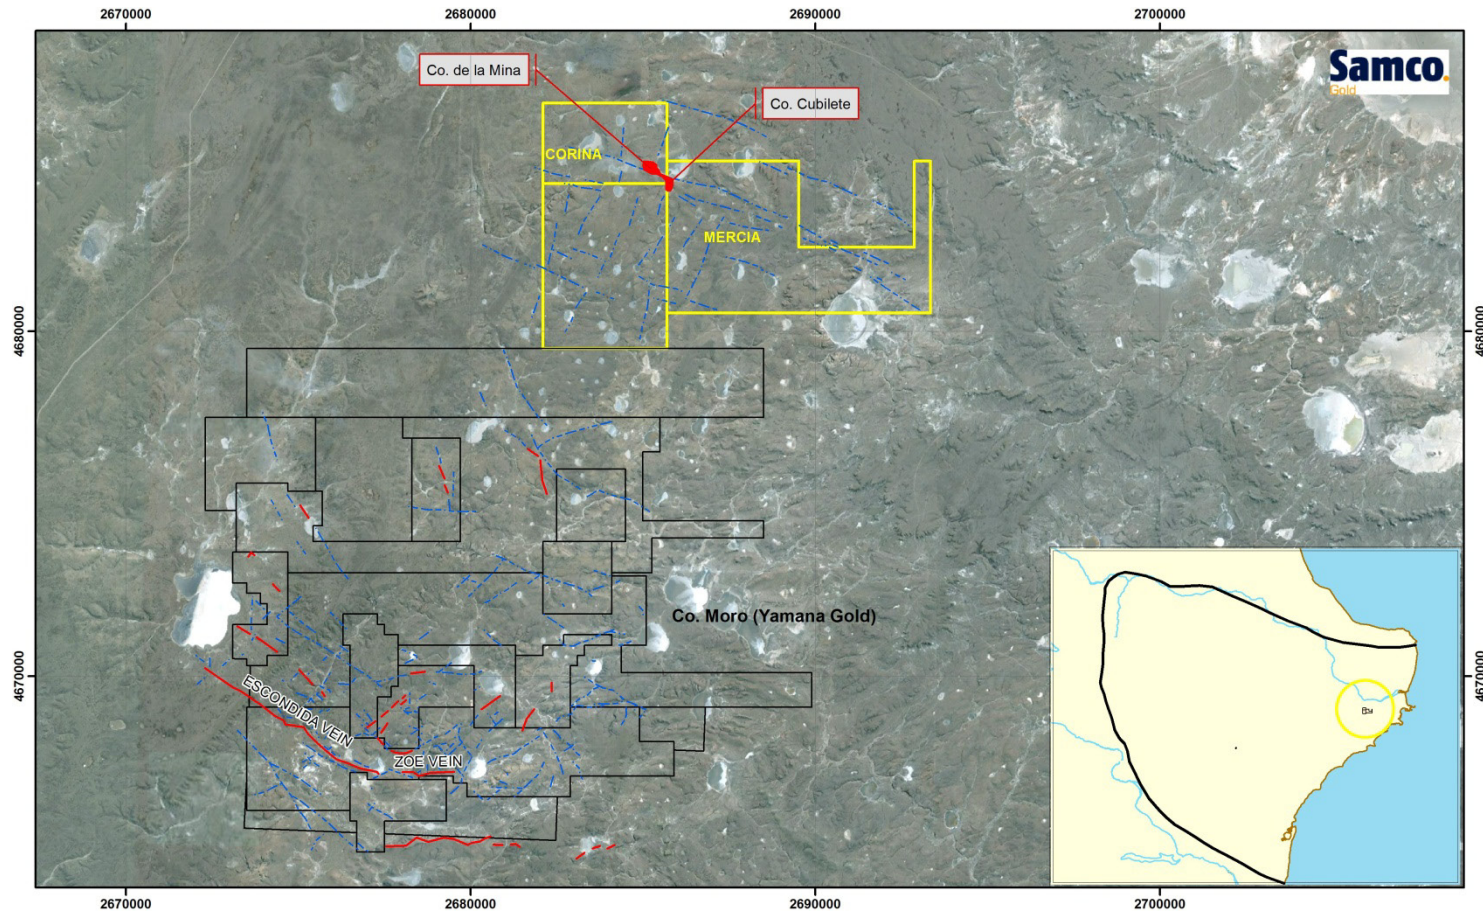 2670000
2680000
2690000
2700000
Samco.
Gold
Co. de la Mina
Co. Cubilete
CORINA
MERCIA
4680000
4680000
Co. Moro (Yamana Gold)
4670000
4670000
ESCONDIDA VEIN
ZOE VEIN
2670000
2680000
2690000
2700000